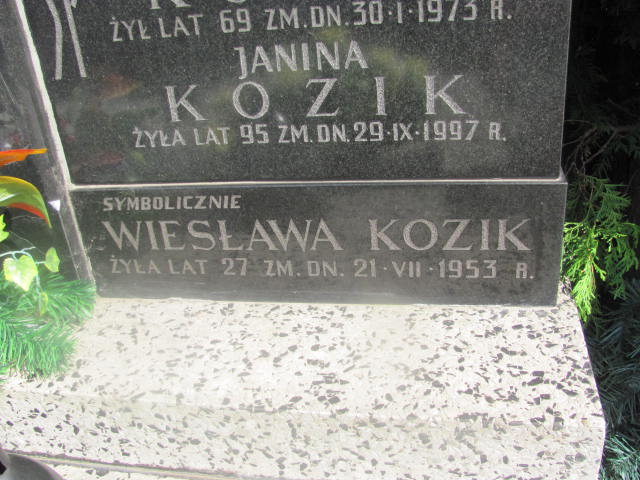 ŻYŁ LAT 69 ZM. DN. 30·I·1973 R.
JANINA
KOZIK
ŻYŁA LAT 95 ZM. DN. 29·IX·1997 R.
SYMBOLICZNIE
WIESŁAWA KOZIK
ŻYŁA LAT 27 ZM. DN. 21·VII·1953 R.